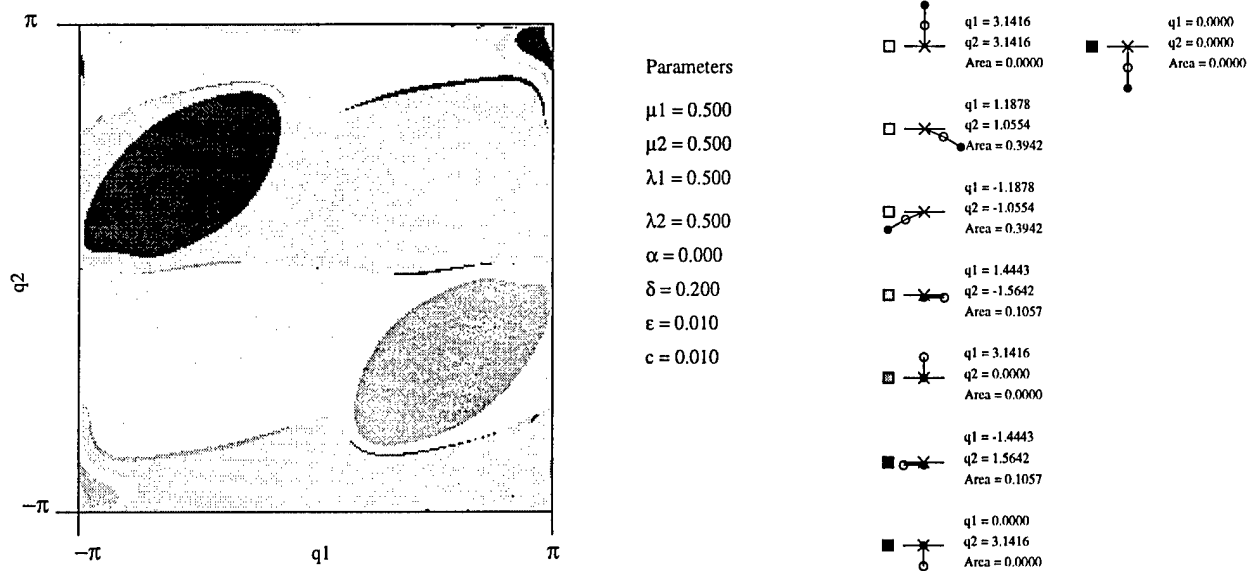 π
q2
−π
−π
q1
π
Parameters
μ1 = 0.500
μ2 = 0.500
λ1 = 0.500
λ2 = 0.500
α = 0.000
δ = 0.200
ε = 0.010
c = 0.010
q1 = 3.1416
q2 = 3.1416
Area = 0.0000
q1 = 1.1878
q2 = 1.0554
Area = 0.3942
q1 = -1.1878
q2 = -1.0554
Area = 0.3942
q1 = 1.4443
q2 = -1.5642
Area = 0.1057
q1 = 3.1416
q2 = 0.0000
Area = 0.0000
q1 = -1.4443
q2 = 1.5642
Area = 0.1057
q1 = 0.0000
q2 = 3.1416
Area = 0.0000
q1 = 0.0000
q2 = 0.0000
Area = 0.0000